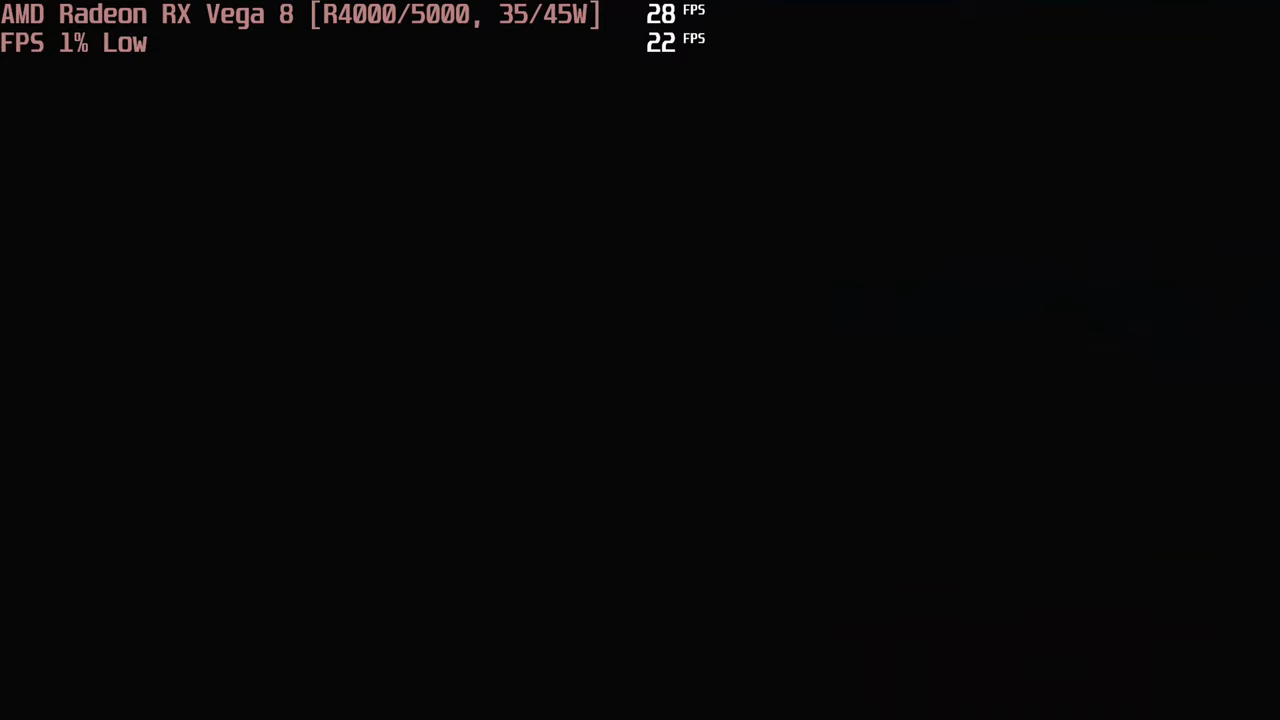 AMD Radeon RX Vega 8 [R4000/5000, 35/45W] 28 FPS
FPS 1% Low 22 FPS